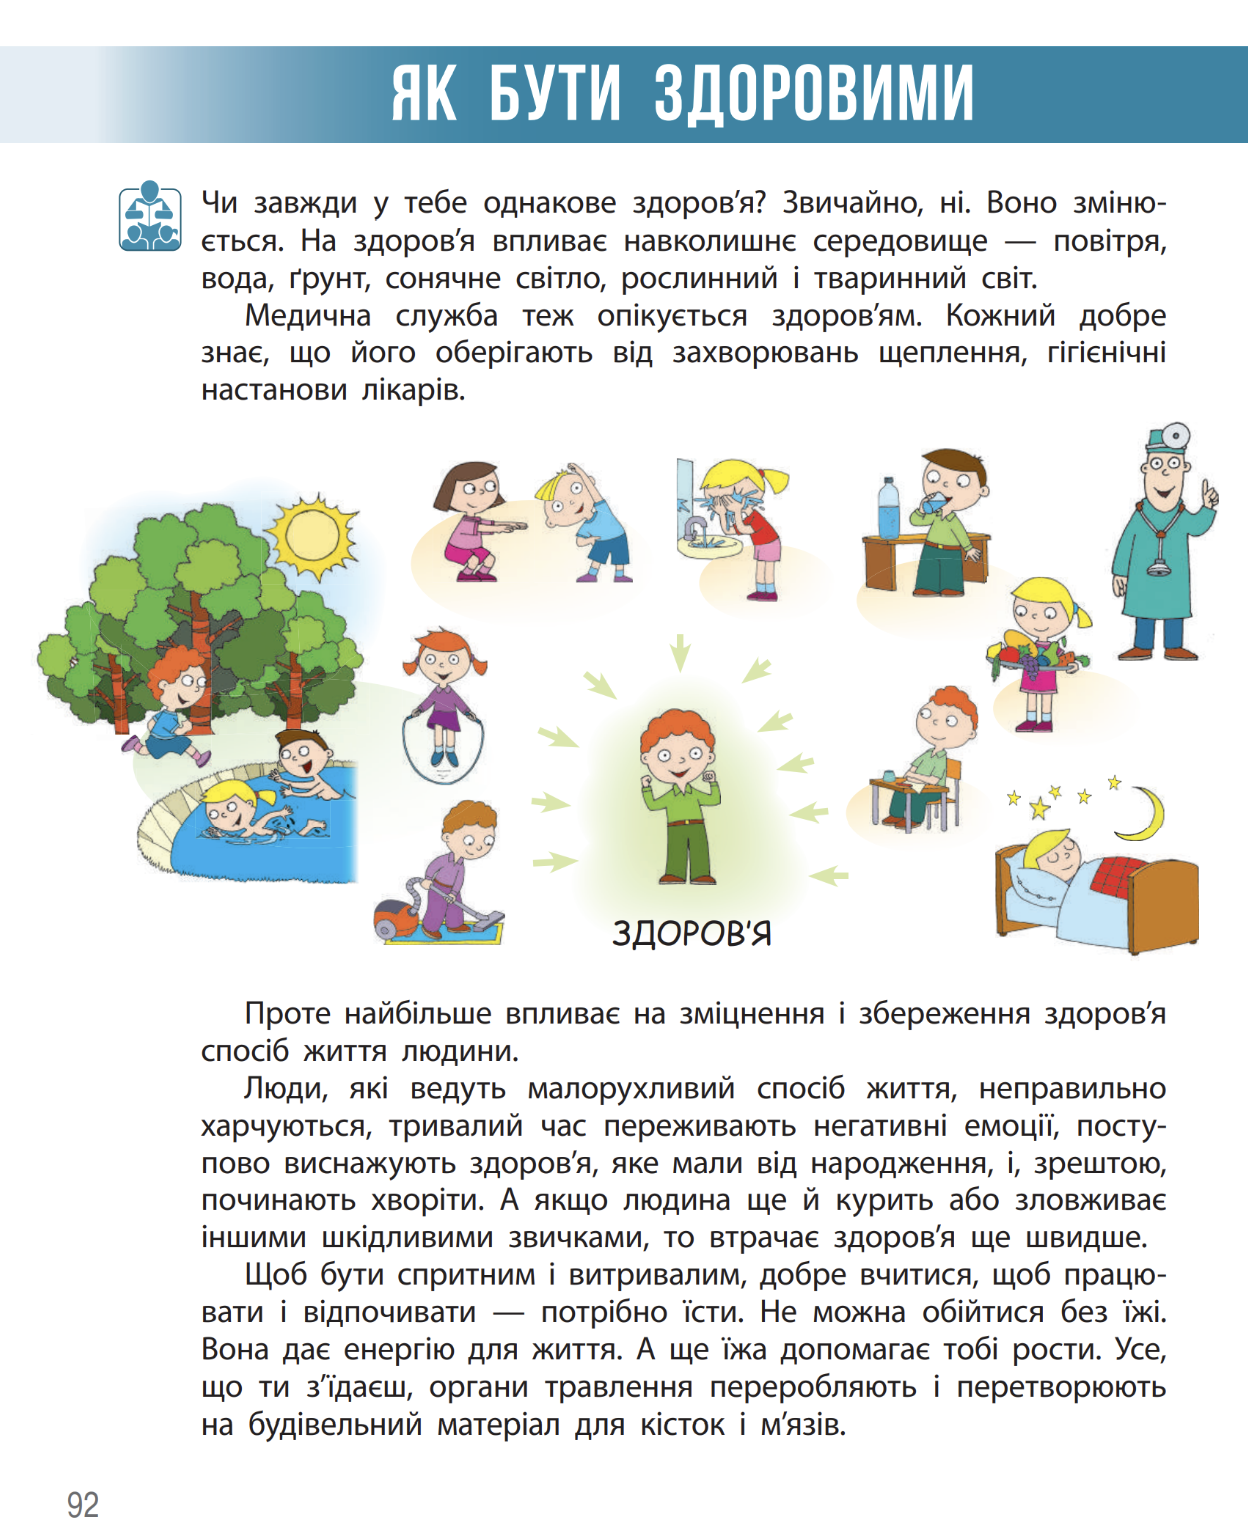 ЯК БУТИ ЗДОРОВИМИ
Чи завжди у тебе однакове здоров’я? Звичайно, ні. Воно зміню-
ється. На здоров’я впливає навколишнє середовище — повітря,
вода, ґрунт, сонячне світло, рослинний і тваринний світ.
Медична служба теж опікується здоров’ям. Кожний добре
знає, що його оберігають від захворювань щеплення, гігієнічні
настанови лікарів.
ЗДОРОВ’Я
Проте найбільше впливає на зміцнення і збереження здоров’я
спосіб життя людини.
Люди, які ведуть малорухливий спосіб життя, неправильно
харчуються, тривалий час переживають негативні емоції, посту-
пово виснажують здоров’я, яке мали від народження, і, зрештою,
починають хворіти. А якщо людина ще й курить або зловживає
іншими шкідливими звичками, то втрачає здоров’я ще швидше.
Щоб бути спритним і витривалим, добре вчитися, щоб працю-
вати і відпочивати — потрібно їсти. Не можна обійтися без їжі.
Вона дає енергію для життя. А ще їжа допомагає тобі рости. Усе,
що ти з’їдаєш, органи травлення переробляють і перетворюють
на будівельний матеріал для кісток і м’язів.
92